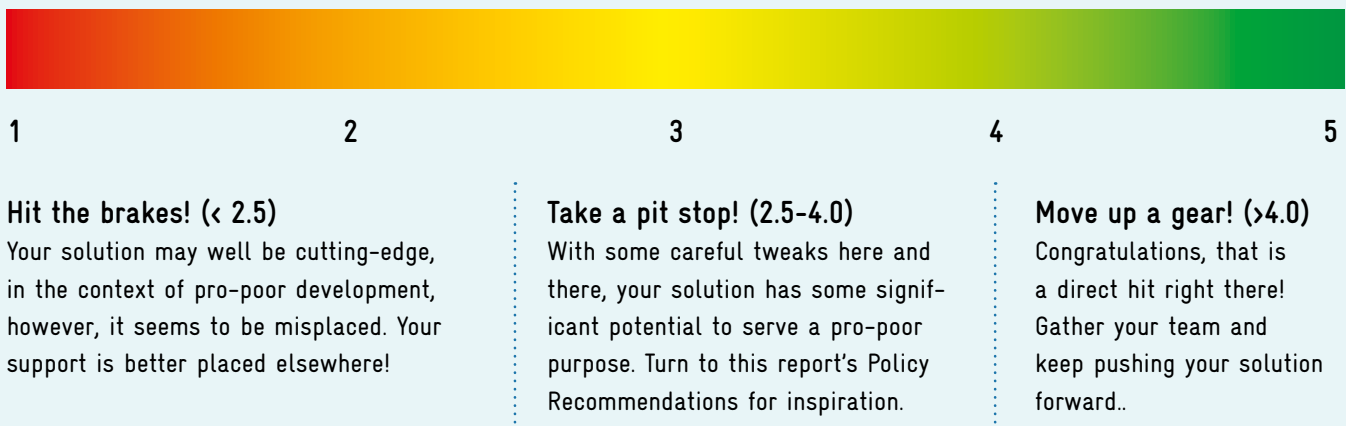 1 2 3 4 5
Hit the brakes! (< 2.5)
Your solution may well be cutting-edge,
in the context of pro-poor development,
however, it seems to be misplaced. Your
support is better placed elsewhere!
Take a pit stop! (2.5-4.0)
With some careful tweaks here and
there, your solution has some signif-
icant potential to serve a pro-poor
purpose. Turn to this report's Policy
Recommendations for inspiration.
Move up a gear! (>4.0)
Congratulations, that is
a direct hit right there!
Gather your team and
keep pushing your solution
forward..